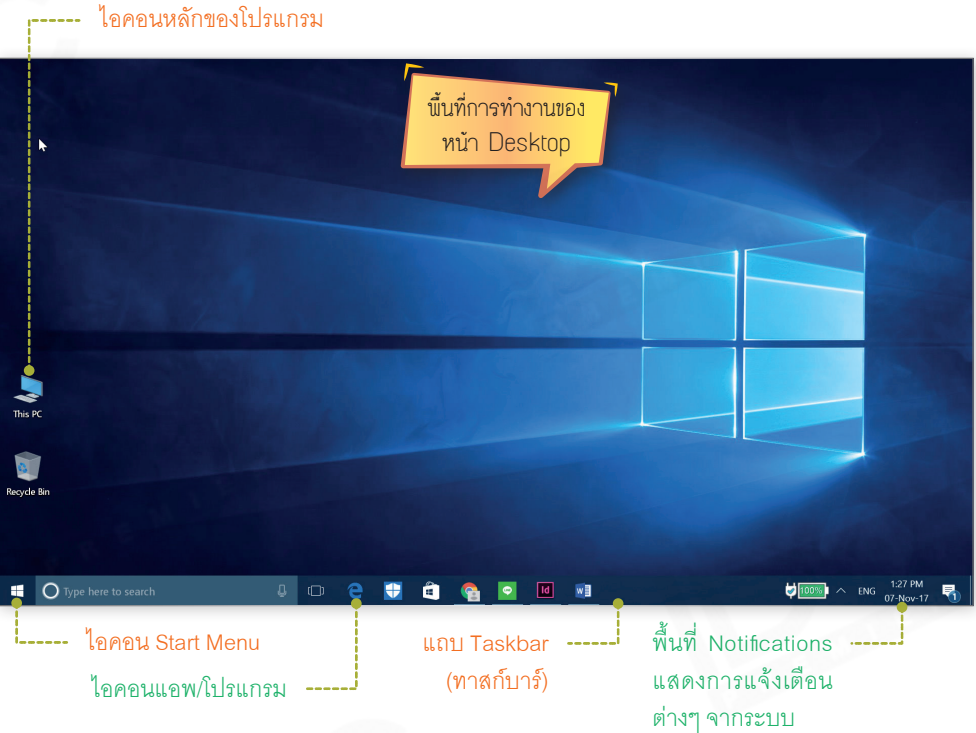 ไอคอนหลักของโปรแกรม
พื้นที่การทำงานของ
หน้า Desktop
This PC
Recycle Bin
Type here to search
Id
W
100%
ENG
1:27 PM
07-Nov-17
1
ไอคอน Start Menu
ไอคอนแอพ/โปรแกรม
แถบ Taskbar
(ทาสก์บาร์)
พื้นที่ Notifications
แสดงการแจ้งเตือน
ต่างๆ จากระบบ